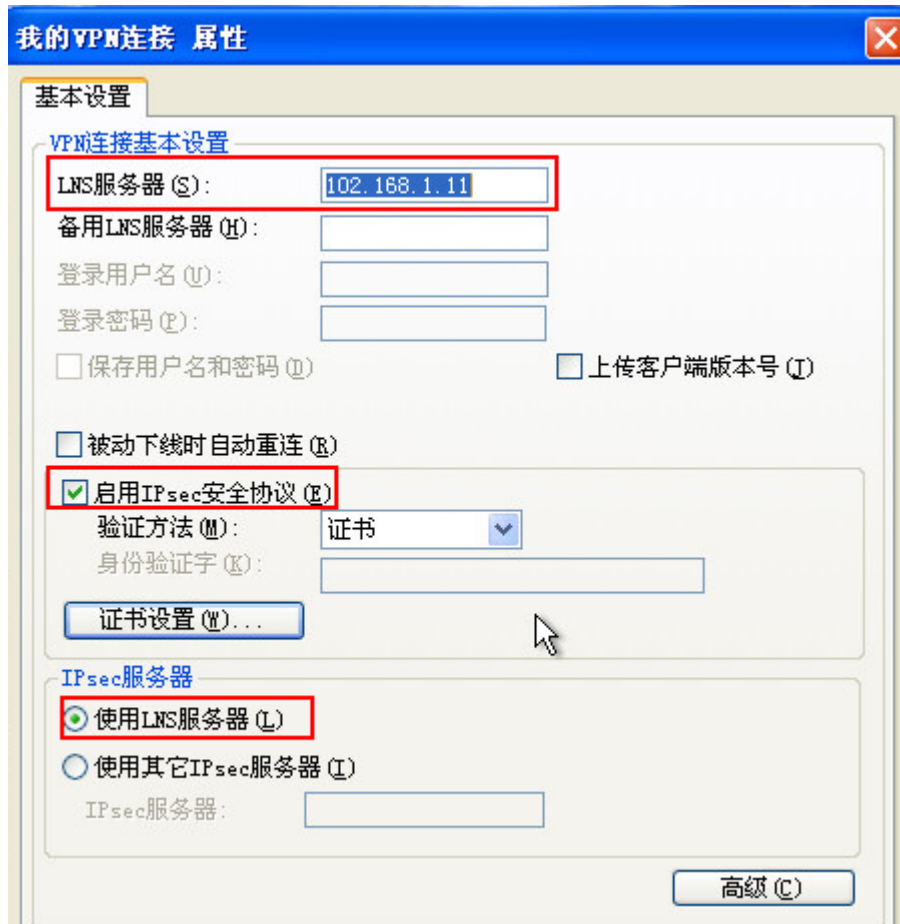 我的VPN连接 属性
基本设置
VPN连接基本设置
LNS服务器(S): 102.168.1.11
备用LNS服务器(H):
登录用户名(U):
登录密码(P):
保存用户名和密码(D) 上传客户端版本号(J)
被动下线时自动重连(R)
启用IPsec安全协议(E)
验证方法(M): 证书
身份验证字(K):
证书设置(W)...
IPsec服务器
使用LNS服务器(L)
使用其它IPsec服务器(I)
IPsec服务器:
高级(C)